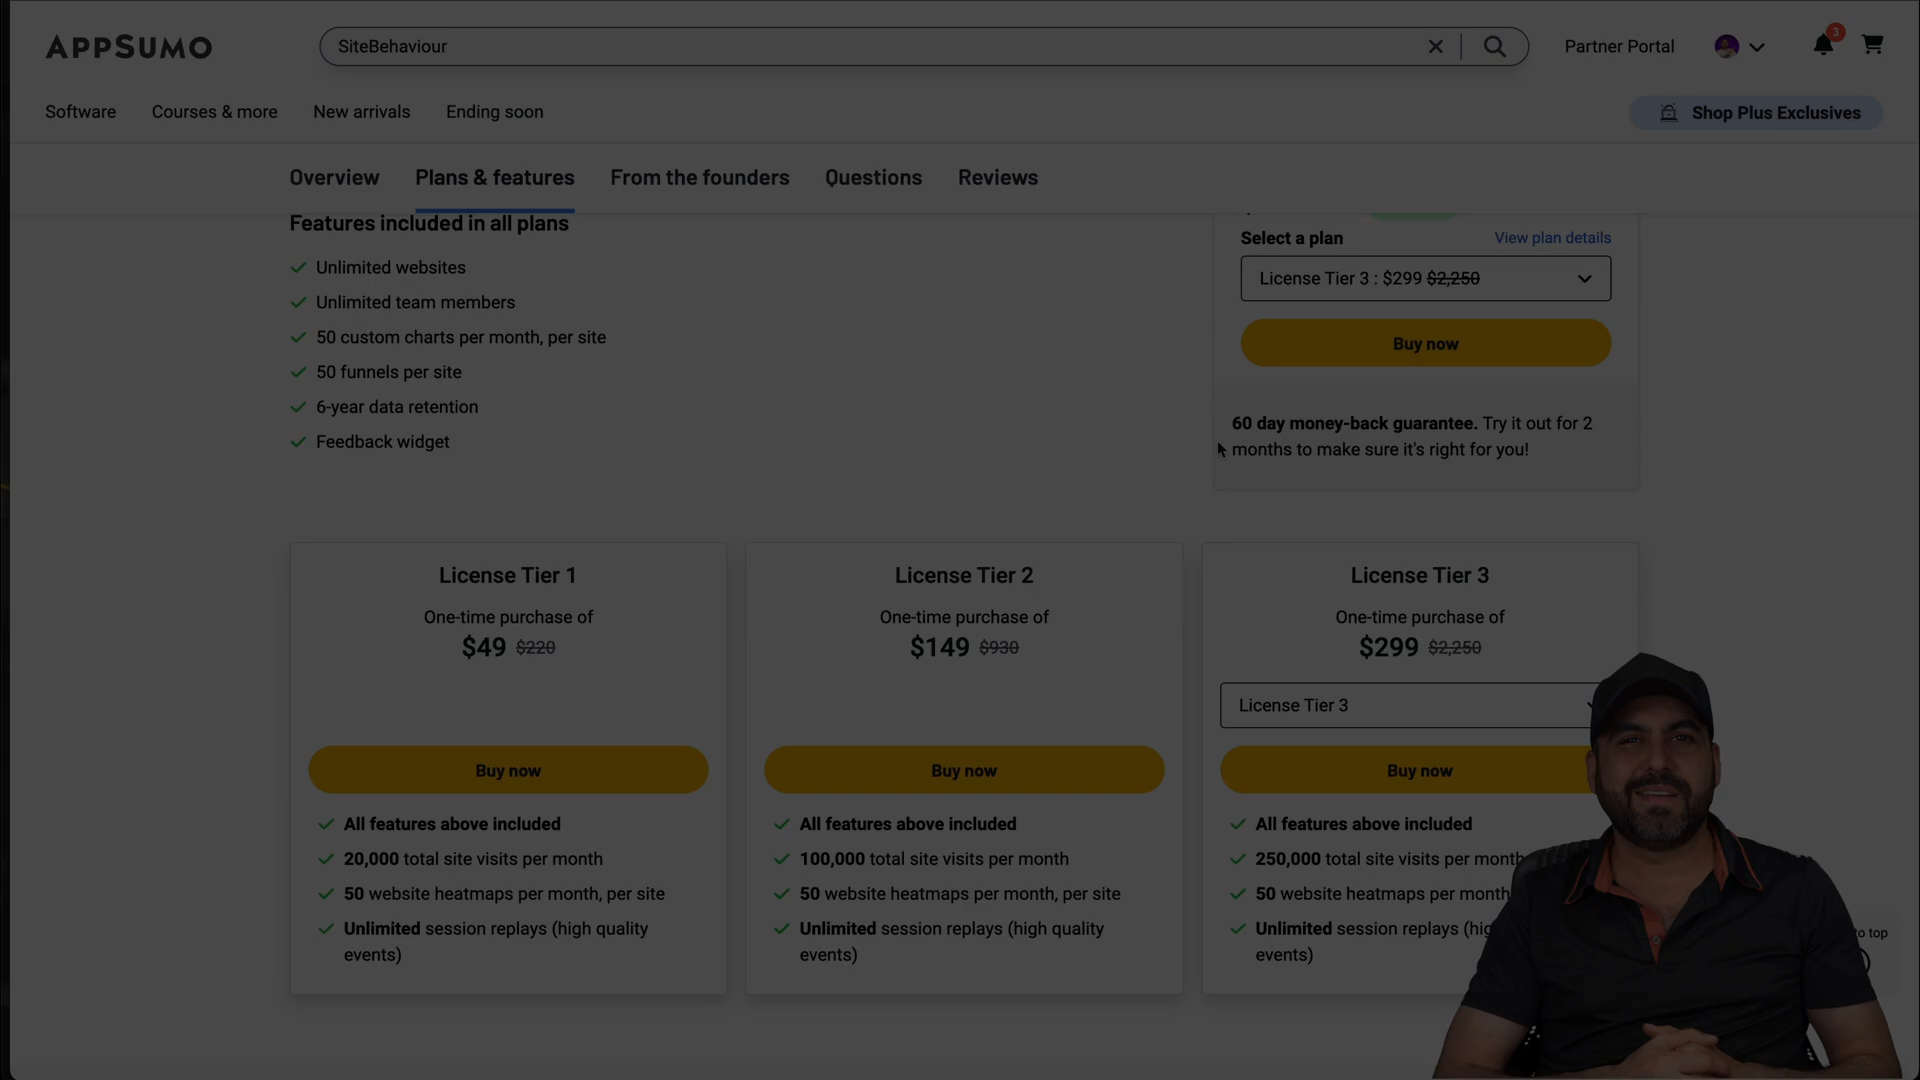 APPSUMO
SiteBehaviour
Partner Portal
3
Software
Courses & more
New arrivals
Ending soon
Shop Plus Exclusives
Overview
Plans & features
From the founders
Questions
Reviews
Features included in all plans
Unlimited websites
Unlimited team members
50 custom charts per month, per site
50 funnels per site
6-year data retention
Feedback widget
Select a plan
View plan details
License Tier 3 : $299 $2,250
Buy now
60 day money-back guarantee. Try it out for 2
months to make sure it's right for you!
License Tier 1
One-time purchase of
$49 $220
Buy now
All features above included
20,000 total site visits per month
50 website heatmaps per month, per site
Unlimited session replays (high quality
events)
License Tier 2
One-time purchase of
$149 $930
Buy now
All features above included
100,000 total site visits per month
50 website heatmaps per month, per site
Unlimited session replays (high quality
events)
License Tier 3
One-time purchase of
$299 $2,250
License Tier 3
Buy now
All features above included
250,000 total site visits per month
50 website heatmaps per month
Unlimited session replays (hig
events)
to top